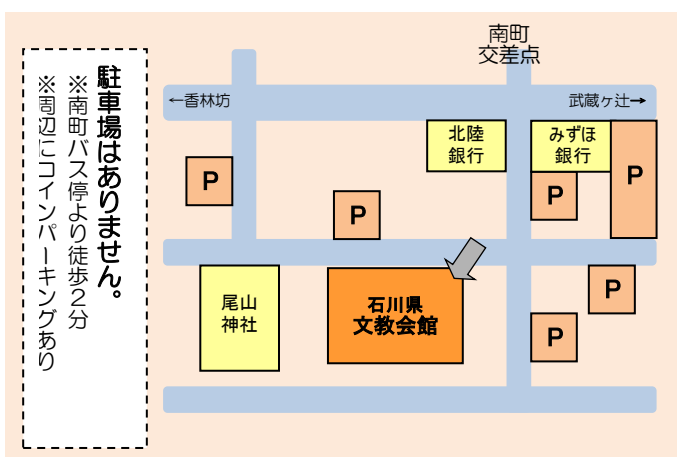 駐車場はありません。
※南町バス停より徒歩2分
※周辺にコインパーキングあり
南町
交差点
←香林坊
武蔵ヶ辻→
北陸
銀行
みずほ
銀行
P
P
P
P
尾山
神社
石川県
文教会館
P
P